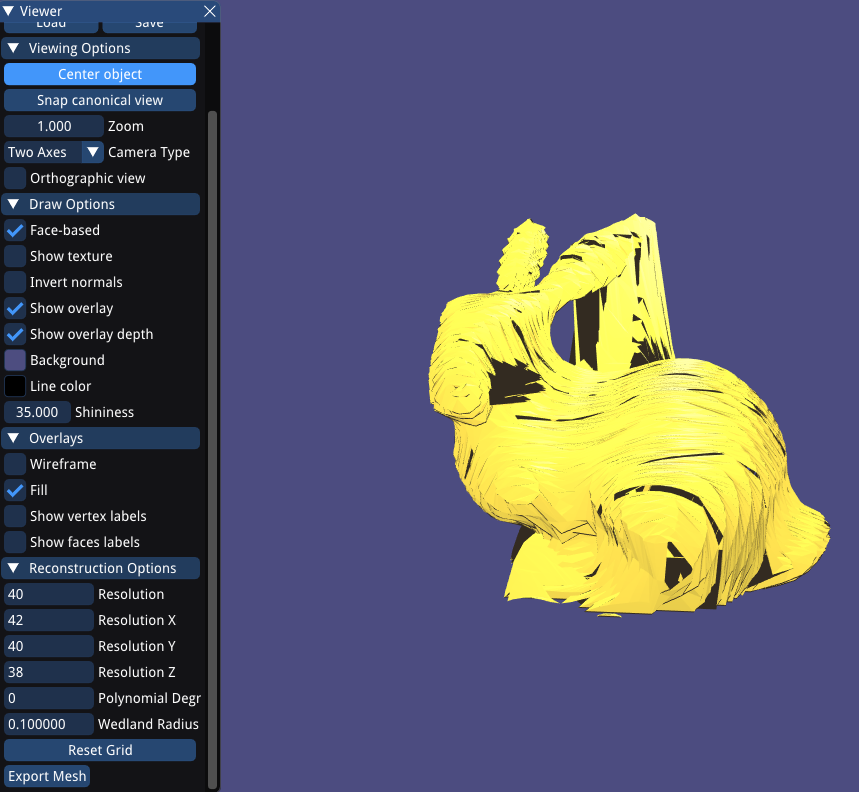 Viewer
Load Save
Viewing Options
Center object
Snap canonical view
1.000 Zoom
Two Axes Camera Type
Orthographic view
Draw Options
Face-based
Show texture
Invert normals
Show overlay
Show overlay depth
Background
Line color
35.000 Shininess
Overlays
Wireframe
Fill
Show vertex labels
Show faces labels
Reconstruction Options
40 Resolution
42 Resolution X
40 Resolution Y
38 Resolution Z
0 Polynomial Degr
0.100000 Wedland Radius
Reset Grid
Export Mesh